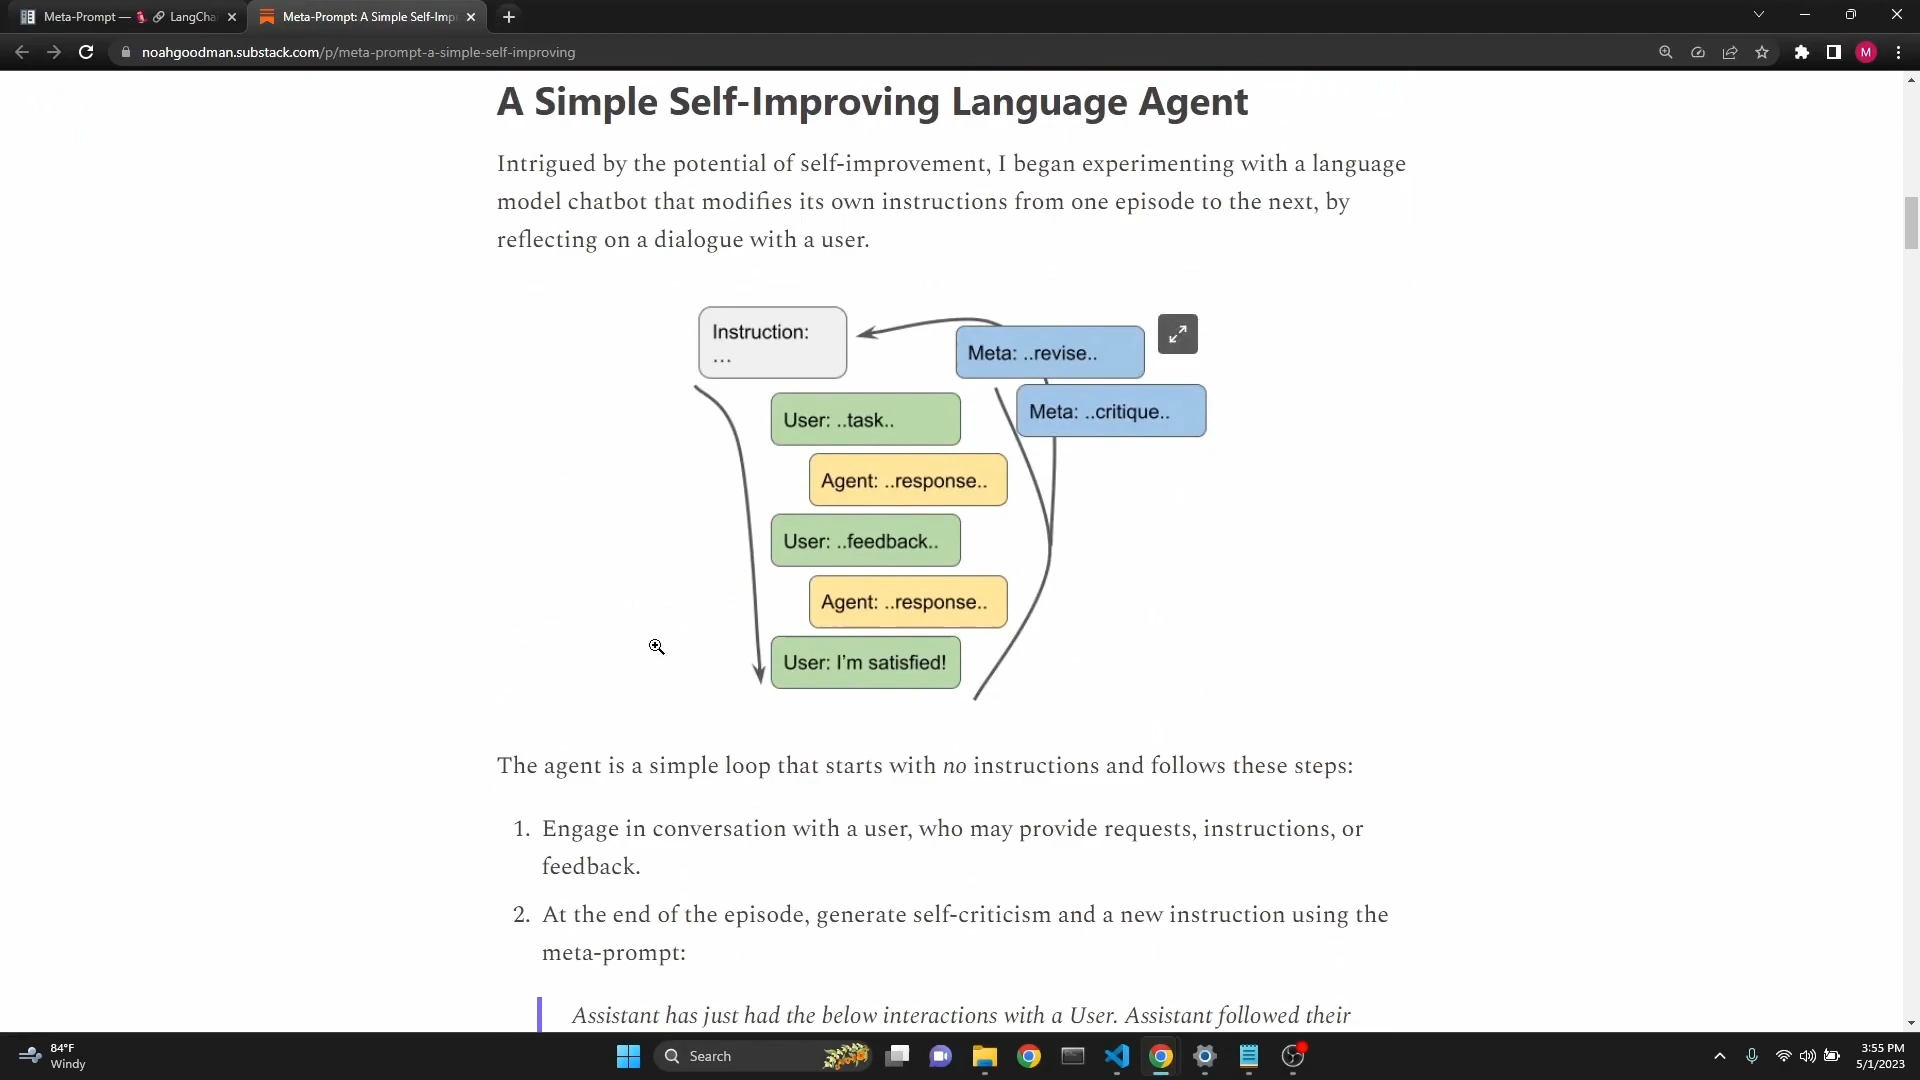 Meta-Prompt — 🦜🔗 LangCha
Meta-Prompt: A Simple Self-Imp
noahgoodman.substack.com/p/meta-prompt-a-simple-self-improving
M
A Simple Self-Improving Language Agent
Intrigued by the potential of self-improvement, I began experimenting with a language
model chatbot that modifies its own instructions from one episode to the next, by
reflecting on a dialogue with a user.
Instruction:
...
Meta: ..revise..
Meta: ..critique..
User: ..task..
Agent: ..response..
User: ..feedback..
Agent: ..response..
User: I'm satisfied!
The agent is a simple loop that starts with no instructions and follows these steps:
1. Engage in conversation with a user, who may provide requests, instructions, or
feedback.
2. At the end of the episode, generate self-criticism and a new instruction using the
meta-prompt:
Assistant has just had the below interactions with a User. Assistant followed their
84°F
Windy
Search
3:55 PM
5/1/2023